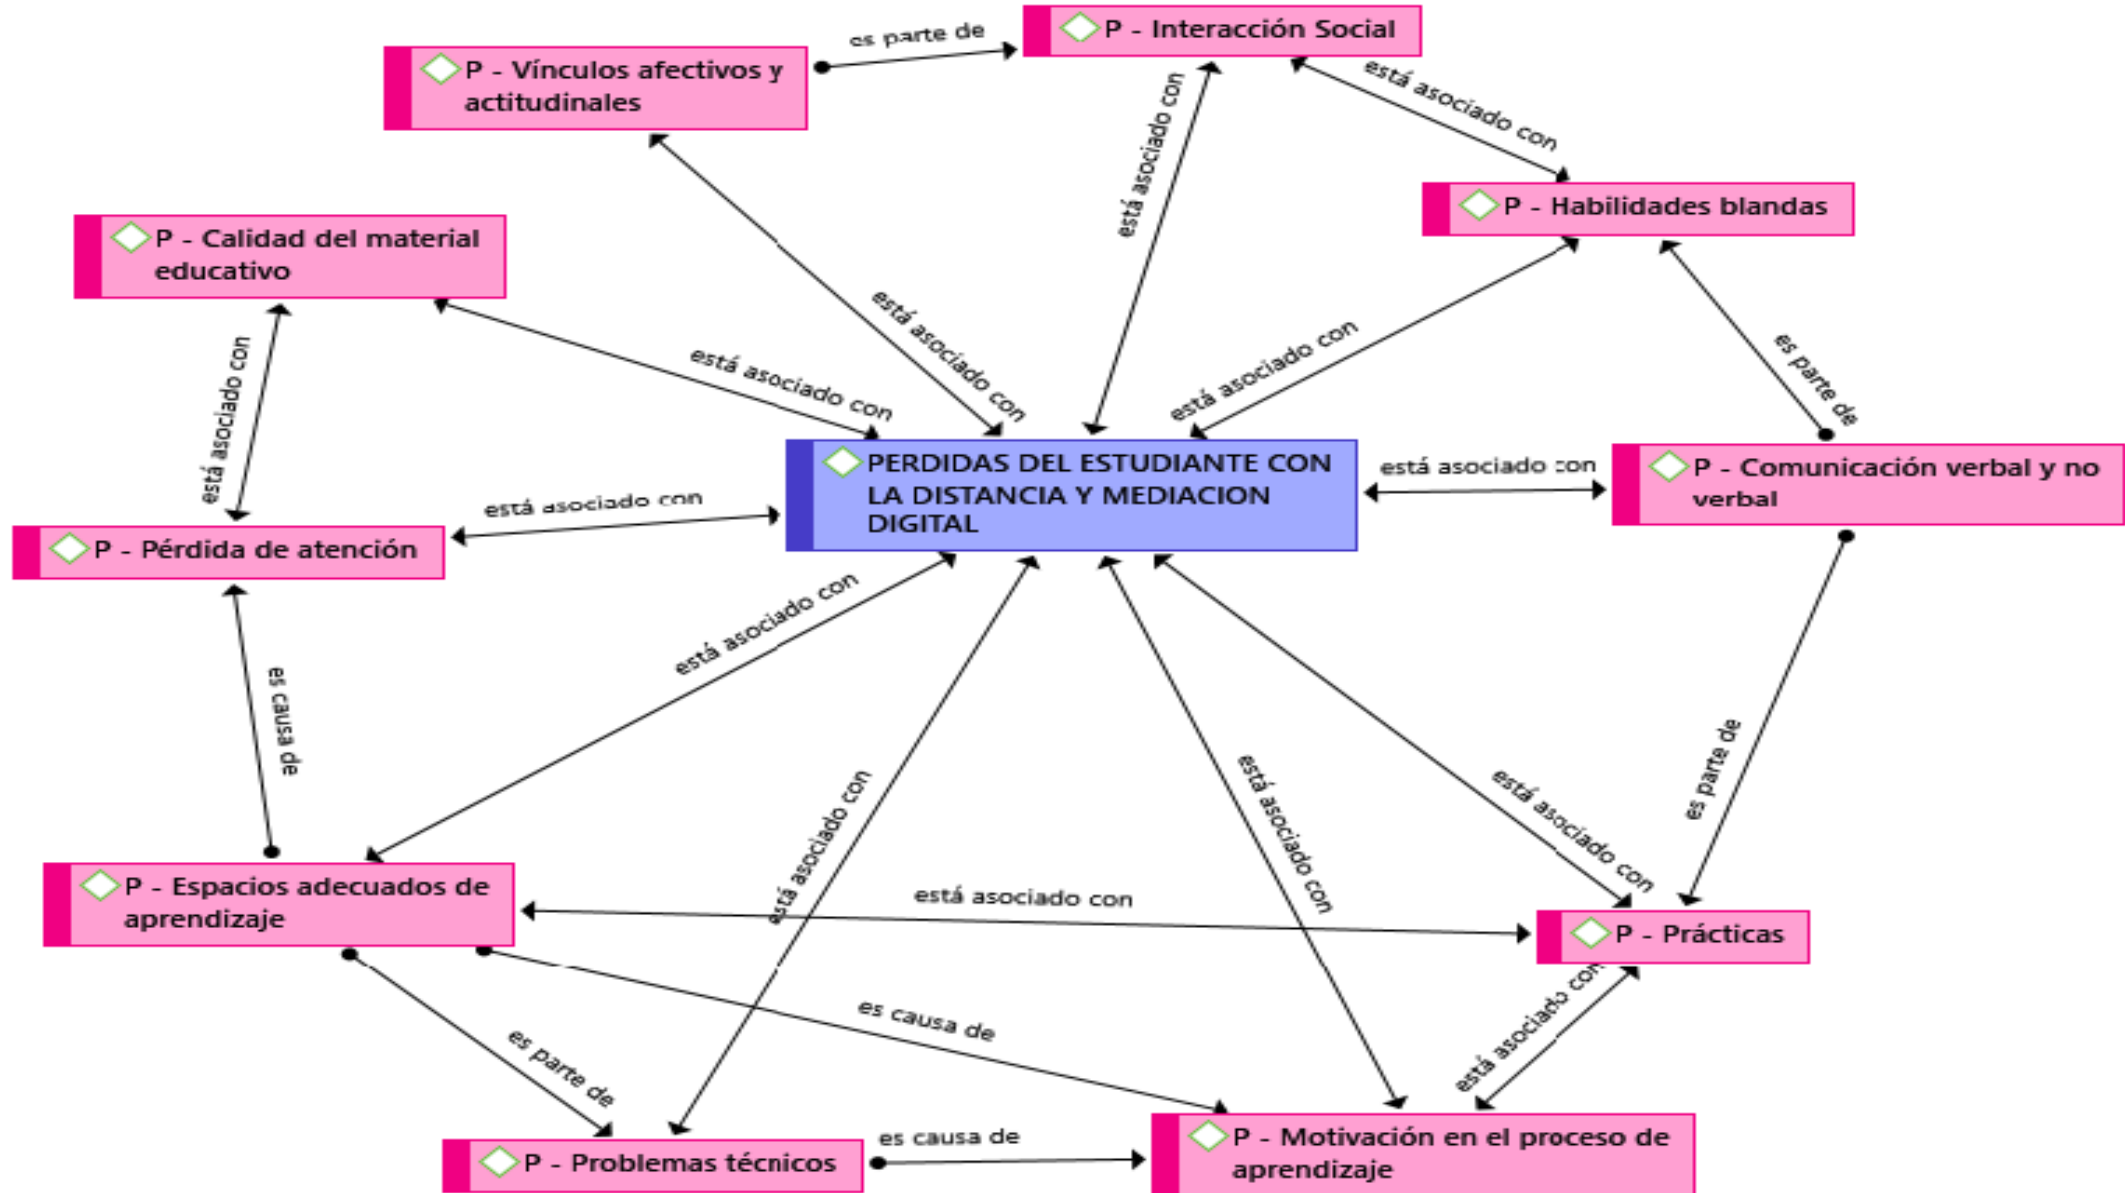 es parte de
P - Interacción Social
P - Vínculos afectivos y
actitudinales
está asociado con
está asociado con
P - Habilidades blandas
P - Calidad del material
educativo
está asociado con
está asociado con
está asociado con
está asociado con
es parte de
PERDIDAS DEL ESTUDIANTE CON
LA DISTANCIA Y MEDIACION
DIGITAL
está asociado con
P - Comunicación verbal y no
verbal
está asociado con
P - Pérdida de atención
está asociado con
es causa de
está asociado con
está asociado con
está asociado con
es parte de
P - Espacios adecuados de
aprendizaje
está asociado con
P - Prácticas
es causa de
está asociado con
es parte de
P - Problemas técnicos
es causa de
P - Motivación en el proceso de
aprendizaje